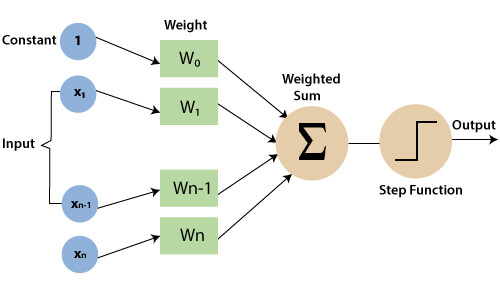 Weight
Constant
1
W₀
x₁
W₁
Weighted
Sum
Σ
Output
Input
Step Function
xₙ₋₁
Wn-1
xₙ
Wn